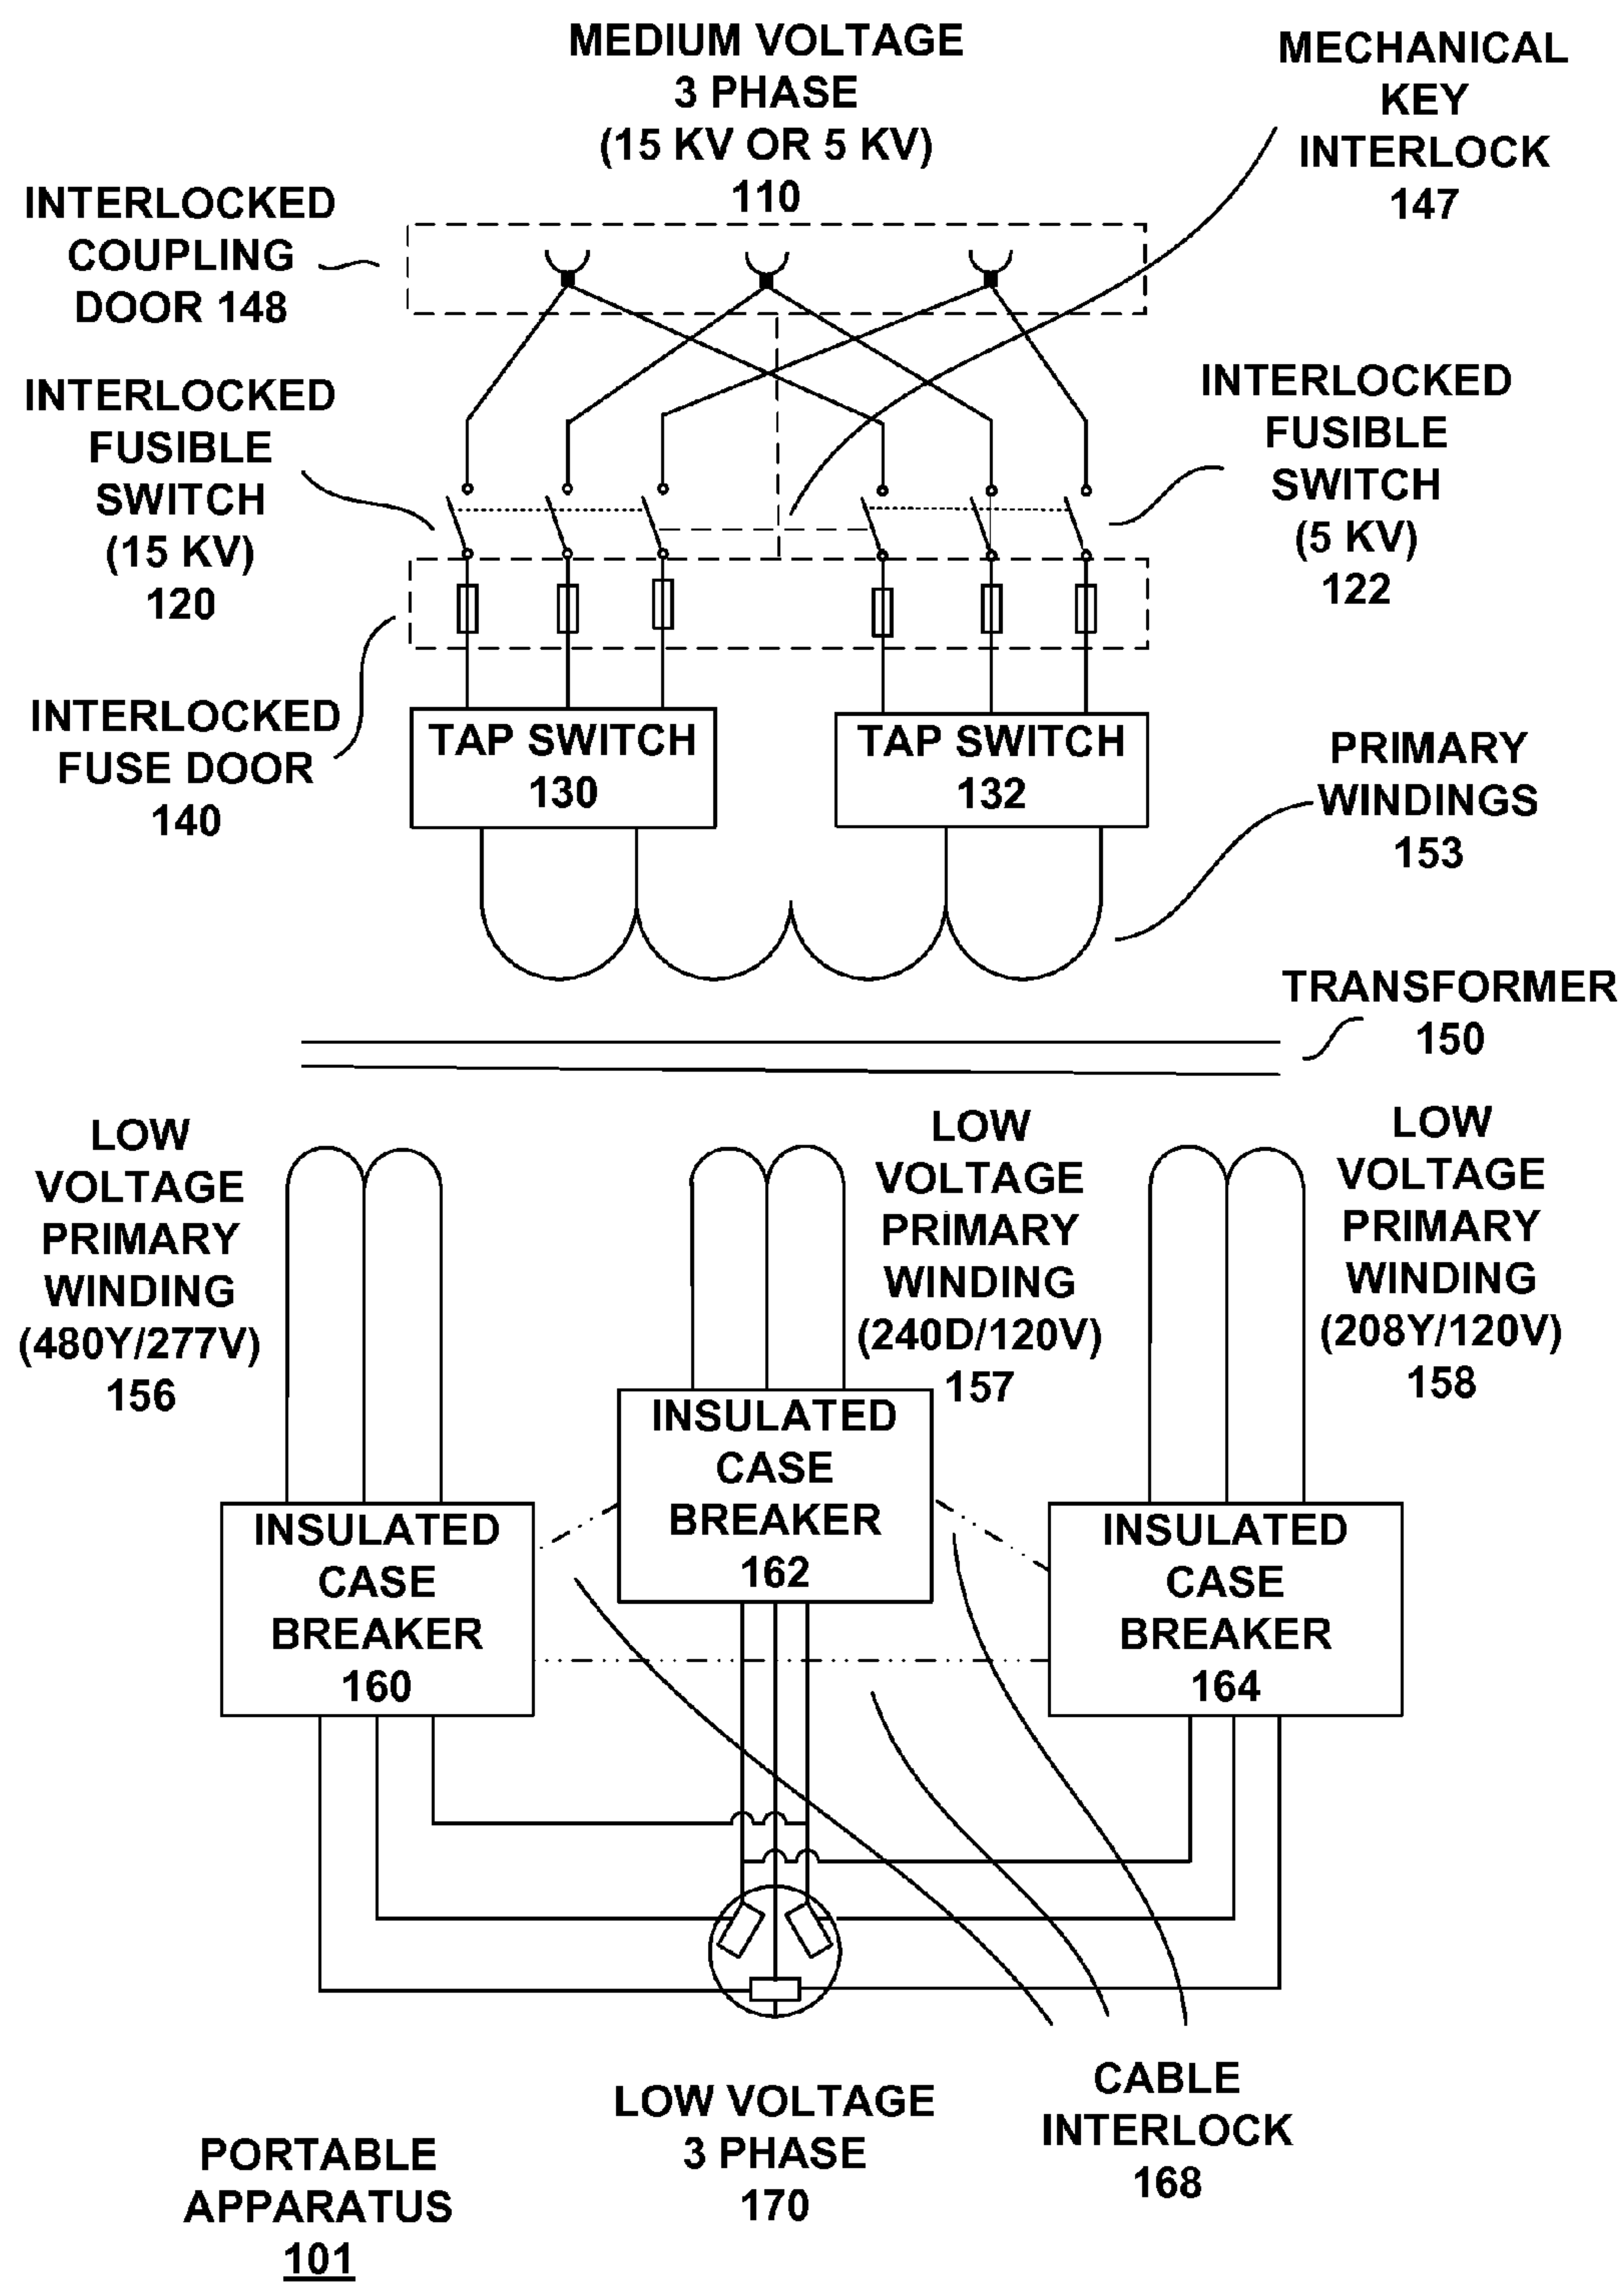 MEDIUM VOLTAGE
3 PHASE
(15 KV OR 5 KV)
110
MECHANICAL
KEY
INTERLOCK
147
INTERLOCKED
COUPLING
DOOR 148
INTERLOCKED
FUSIBLE
SWITCH
(15 KV)
120
INTERLOCKED
FUSIBLE
SWITCH
(5 KV)
122
INTERLOCKED
FUSE DOOR
140
TAP SWITCH
130
TAP SWITCH
132
PRIMARY
WINDINGS
153
TRANSFORMER
150
LOW
VOLTAGE
PRIMARY
WINDING
(480Y/277V)
156
LOW
VOLTAGE
PRIMARY
WINDING
(240D/120V)
157
LOW
VOLTAGE
PRIMARY
WINDING
(208Y/120V)
158
INSULATED
CASE
BREAKER
160
INSULATED
CASE
BREAKER
162
INSULATED
CASE
BREAKER
164
CABLE
INTERLOCK
168
LOW VOLTAGE
3 PHASE
170
PORTABLE
APPARATUS
101